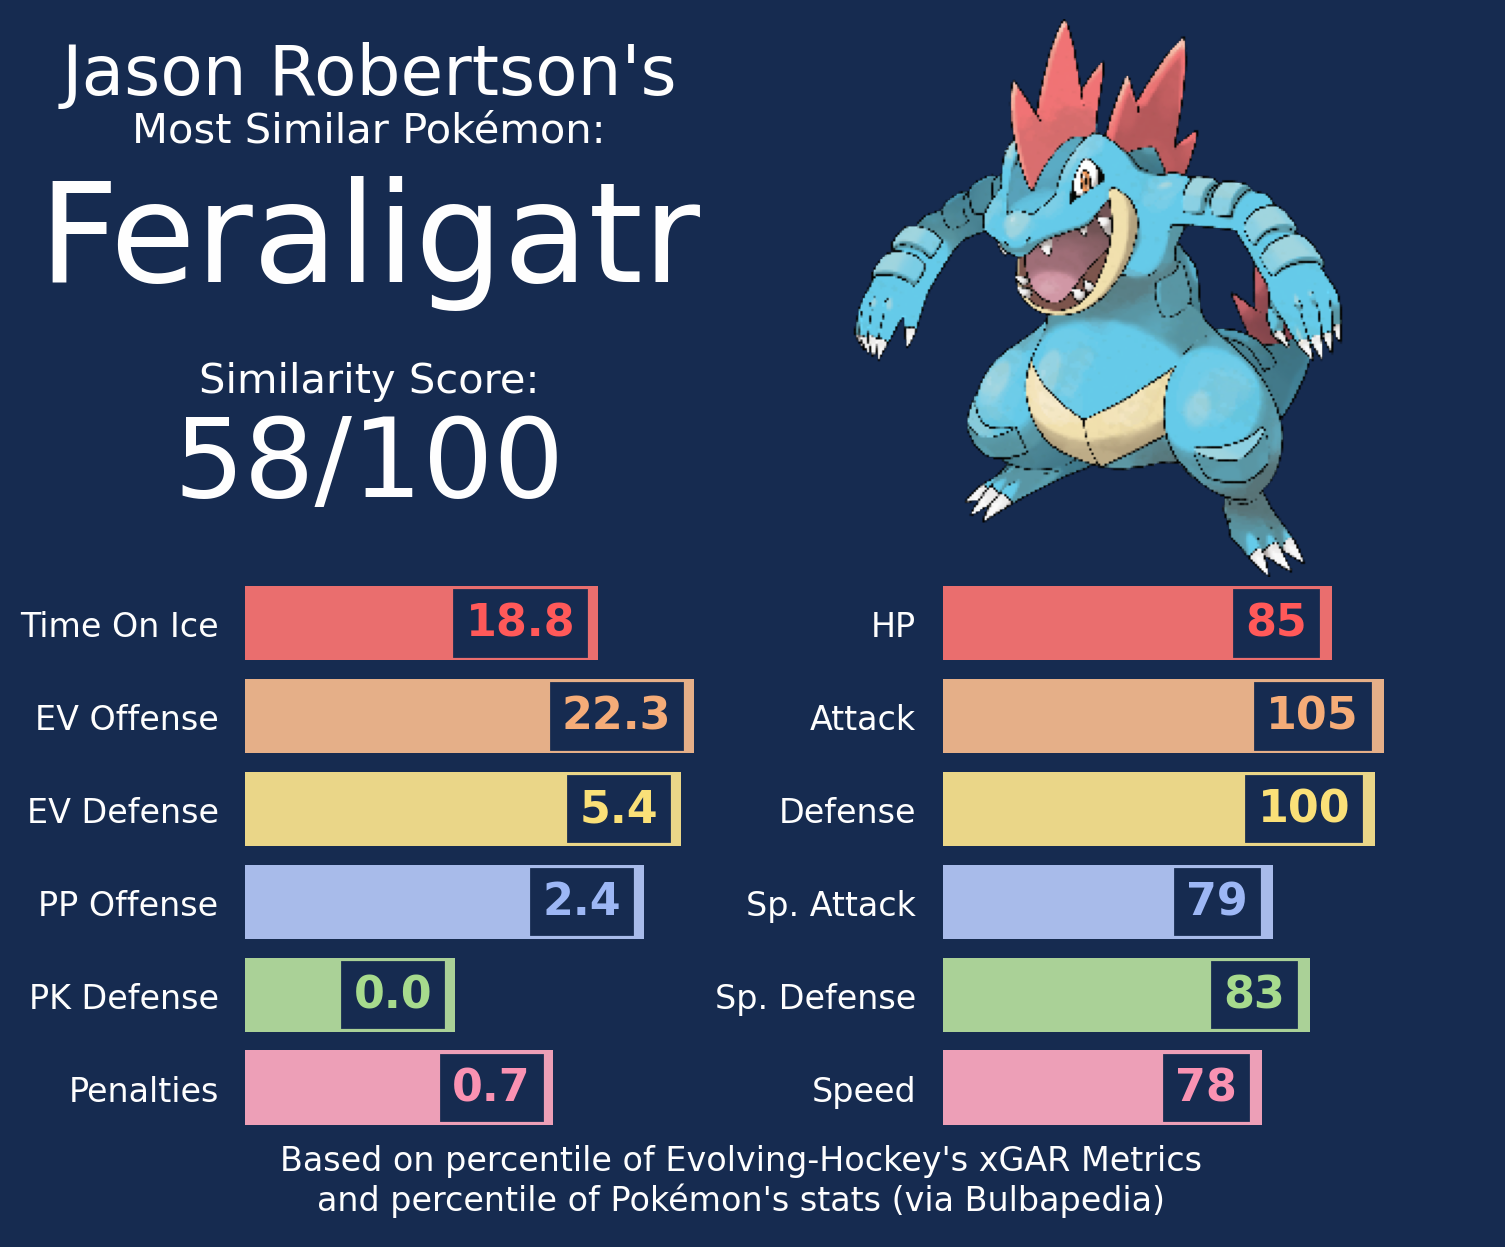 Jason Robertson's
Most Similar Pokémon:
Feraligatr
Similarity Score:
58/100
Time On Ice 18.8
EV Offense 22.3
EV Defense 5.4
PP Offense 2.4
PK Defense 0.0
Penalties 0.7
HP 85
Attack 105
Defense 100
Sp. Attack 79
Sp. Defense 83
Speed 78
Based on percentile of Evolving-Hockey's xGAR Metrics
and percentile of Pokémon's stats (via Bulbapedia)